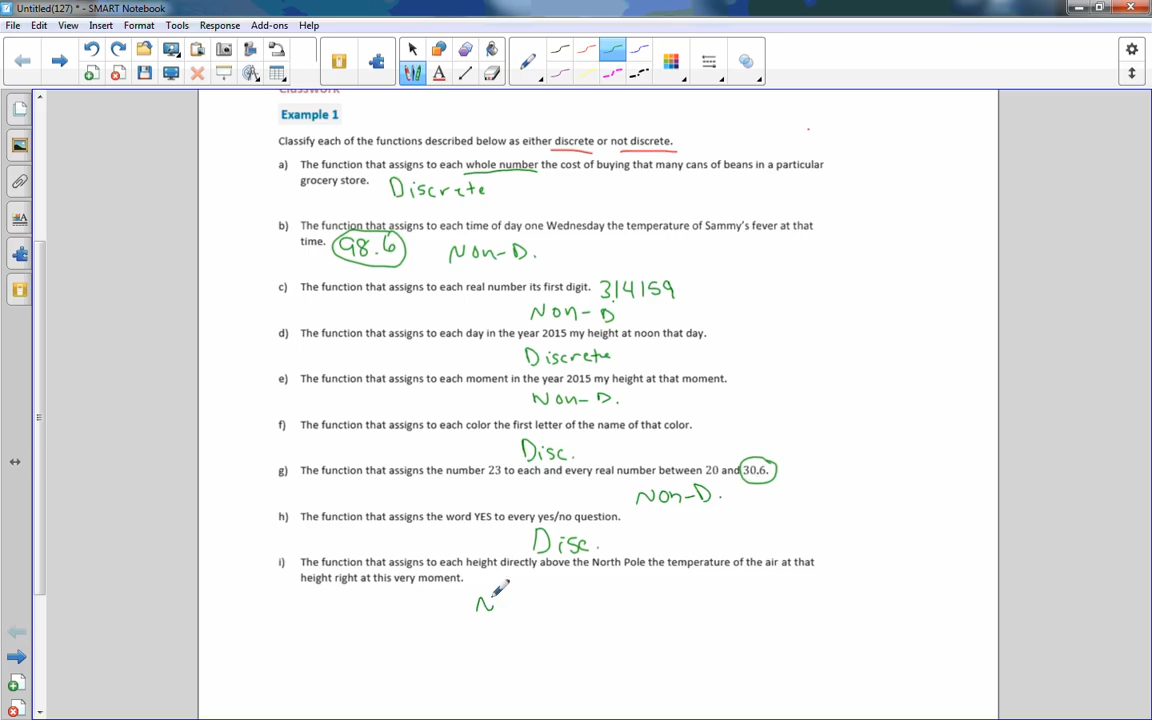 Untitled(127) * - SMART Notebook
File Edit View Insert Format Tools Response Add-ons Help
Classwork
Example 1
Classify each of the functions described below as either discrete or not discrete.
a) The function that assigns to each whole number the cost of buying that many cans of beans in a particular
grocery store. Discrete
b) The function that assigns to each time of day one Wednesday the temperature of Sammy's fever at that
time. 98.6 Non-D.
c) The function that assigns to each real number its first digit. 314159
Non-D
d) The function that assigns to each day in the year 2015 my height at noon that day.
Discrete
e) The function that assigns to each moment in the year 2015 my height at that moment.
Non-D.
f) The function that assigns to each color the first letter of the name of that color.
Disc.
g) The function that assigns the number 23 to each and every real number between 20 and 30.6.
Non-D.
h) The function that assigns the word YES to every yes/no question.
Disc.
i) The function that assigns to each height directly above the North Pole the temperature of the air at that
height right at this very moment.
N